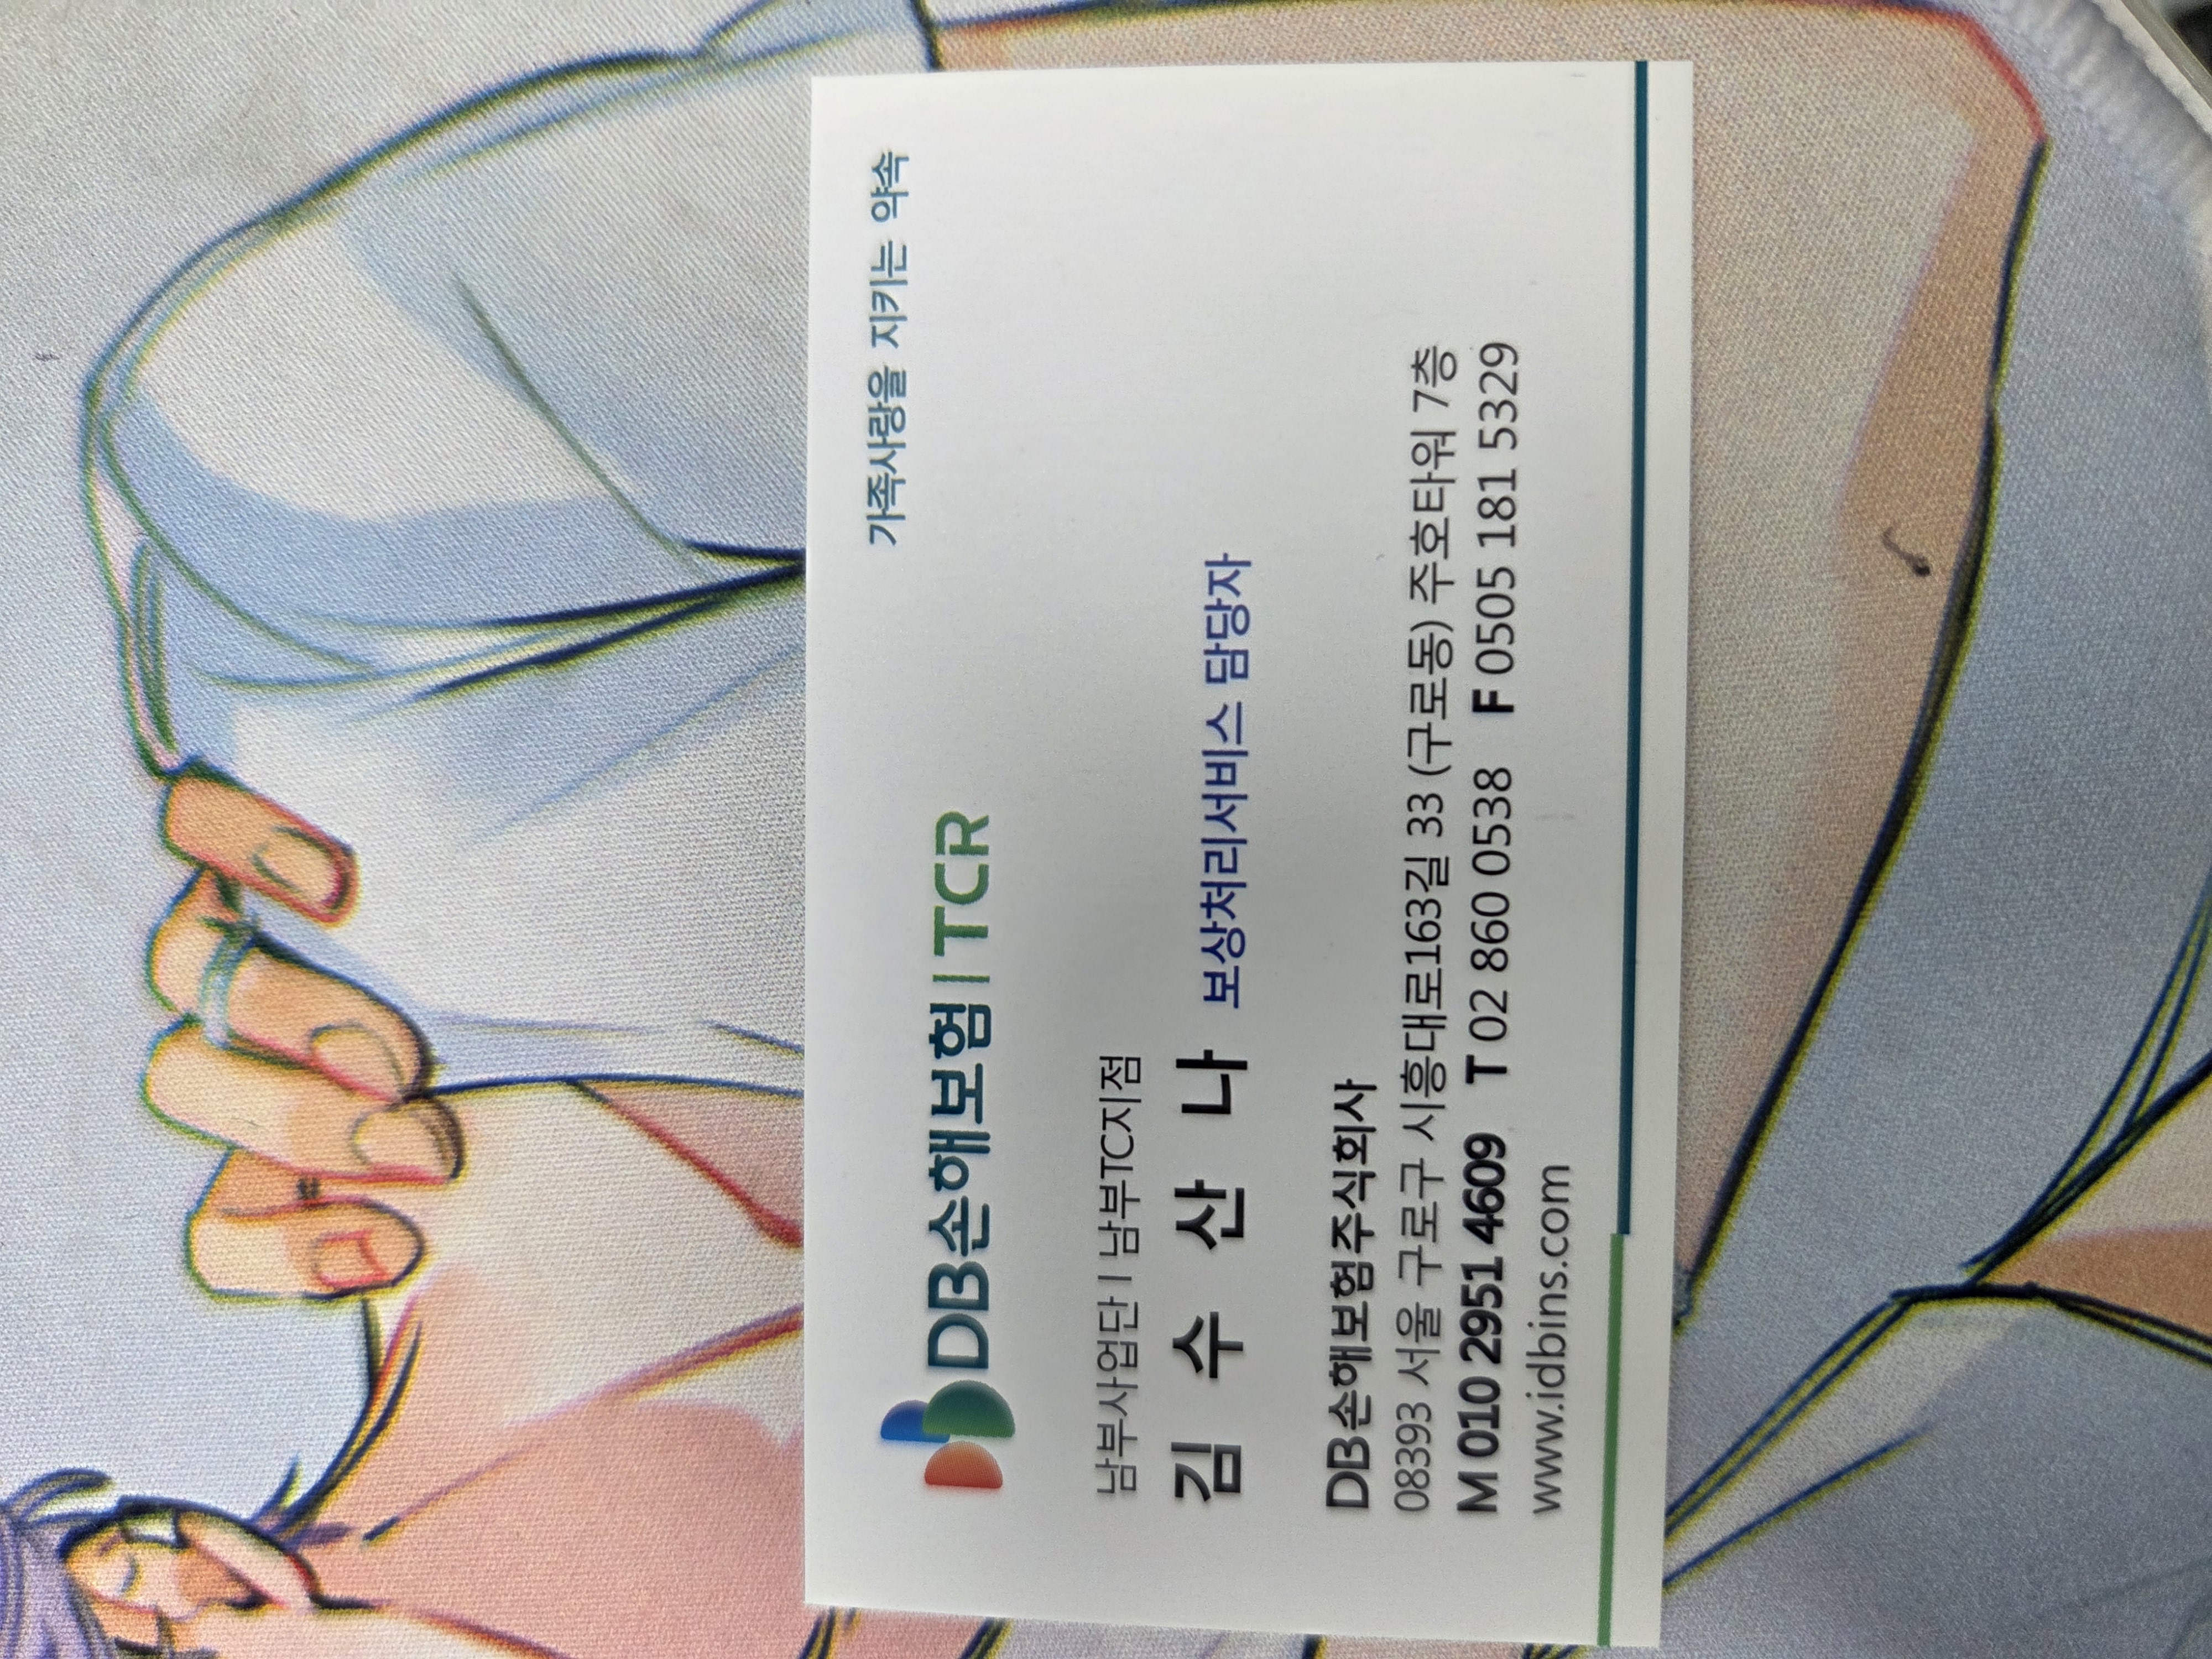 가족사랑을 지키는 약속
DB손해보험 | TCR
남부사업단 | 남부TC지점
김 수 산 나 보상처리서비스 담당자
DB손해보험주식회사
08393 서울 구로구 시흥대로163길 33 (구로동) 주호타워 7층
M 010 2951 4609 T 02 860 0538 F 0505 181 5329
www.idbins.com